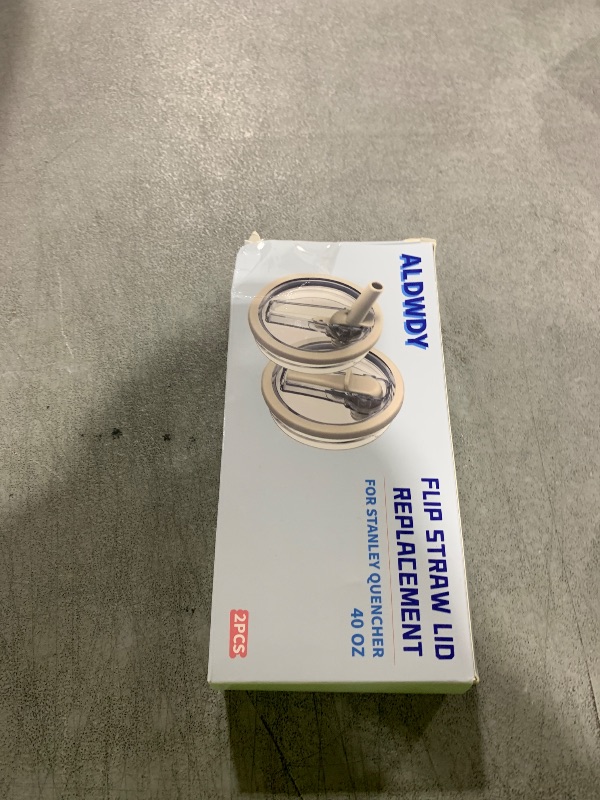 ALDWDY
FLIP STRAW LID
REPLACEMENT
FOR STANLEY QUENCHER
40 OZ
2PCS